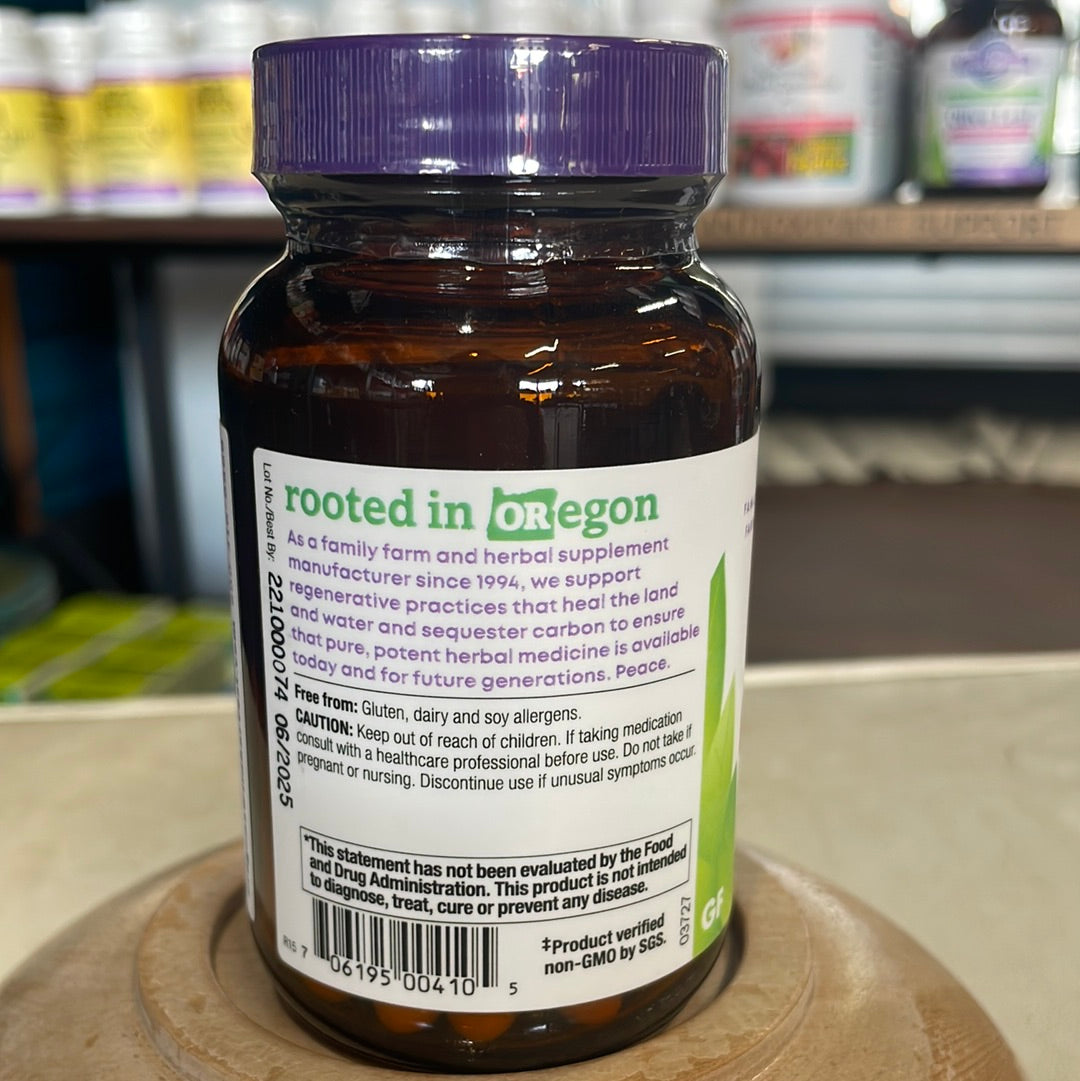 rooted in ORegon
As a family farm and herbal supplement
manufacturer since 1994, we support
regenerative practices that heal the land
and water and sequester carbon to ensure
that pure, potent herbal medicine is available
today and for future generations. Peace.
Free from: Gluten, dairy and soy allergens.
CAUTION: Keep out of reach of children. If taking medication
consult with a healthcare professional before use. Do not take if
pregnant or nursing. Discontinue use if unusual symptoms occur.
*This statement has not been evaluated by the Food
and Drug Administration. This product is not intended
to diagnose, treat, cure or prevent any disease.
R15 7 06195 00410 5
‡Product verified
non-GMO by SGS.
03727
Lot No./Best By: 221000074 06/2025
GF